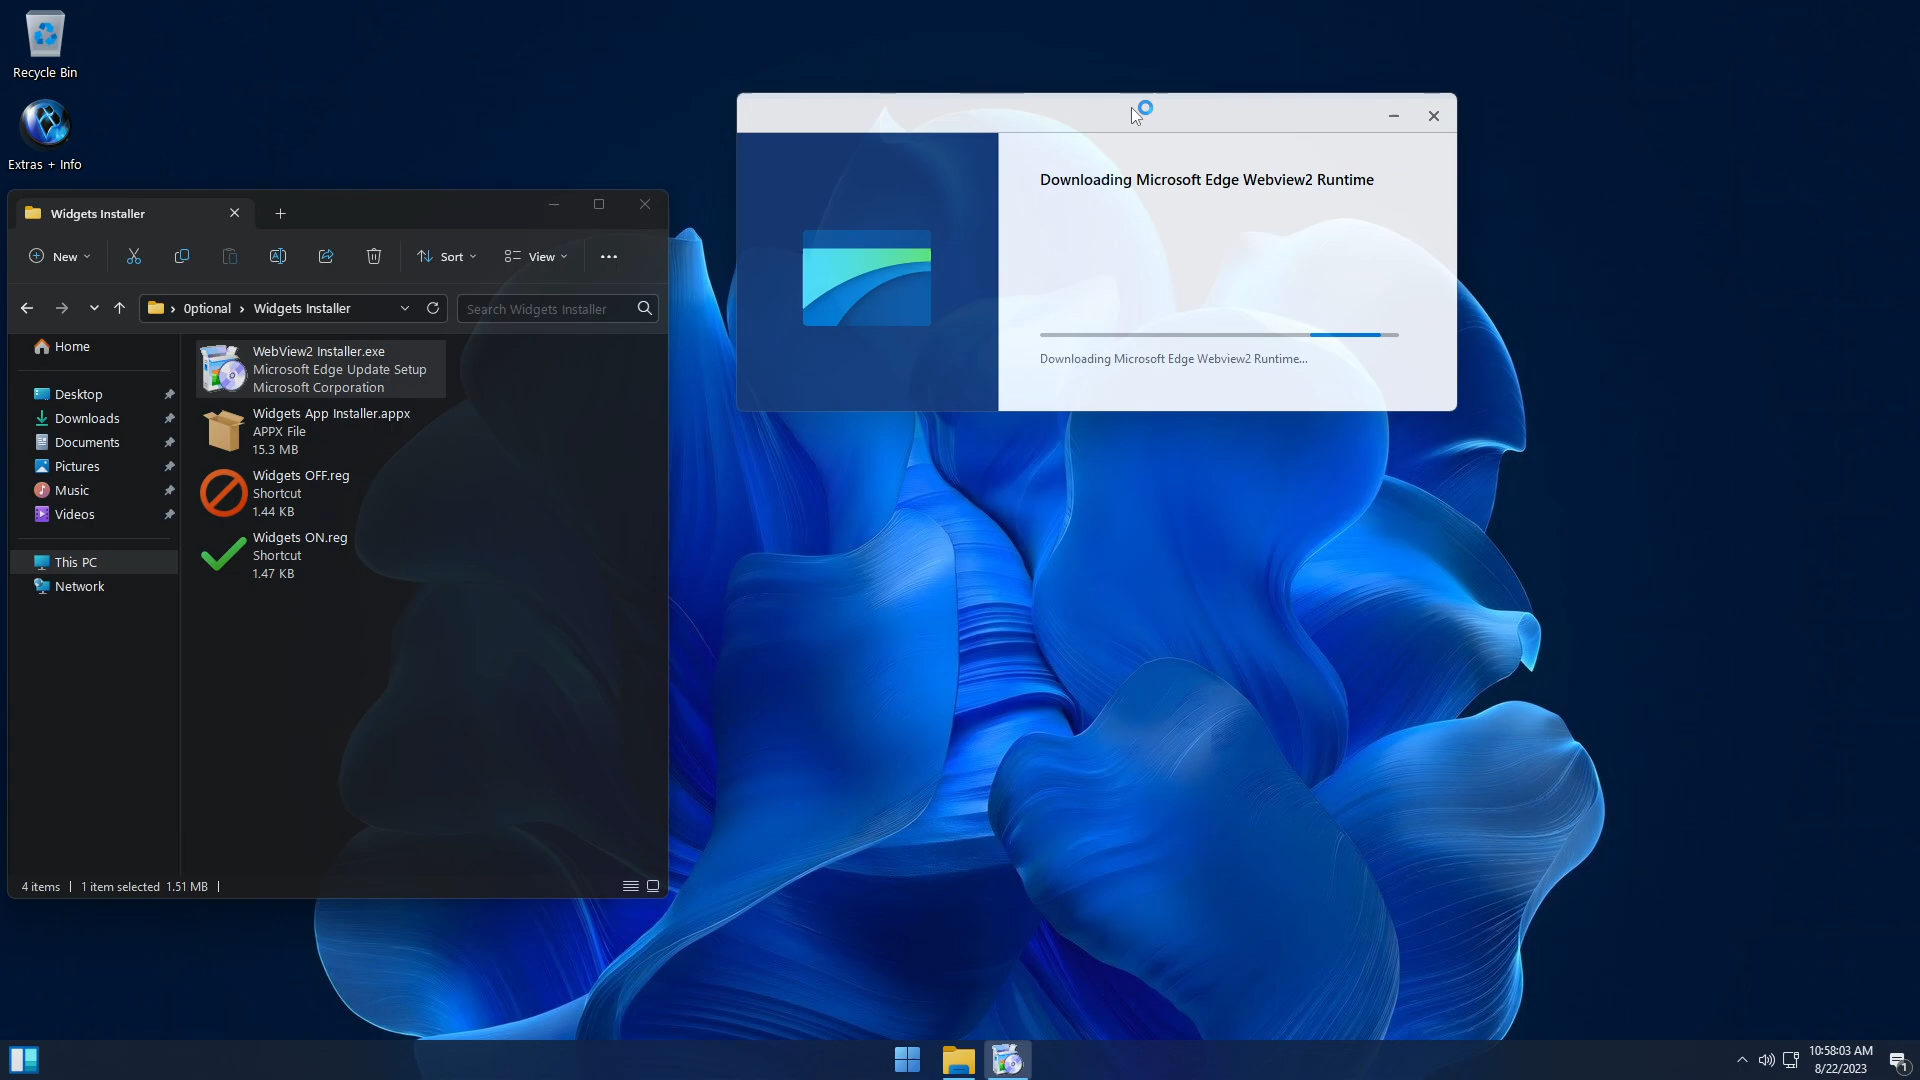 Recycle Bin
Extras + Info
Widgets Installer
New
Sort
View
0ptional
Widgets Installer
Search Widgets Installer
Home
Desktop
Downloads
Documents
Pictures
Music
Videos
This PC
Network
WebView2 Installer.exe
Microsoft Edge Update Setup
Microsoft Corporation
Widgets App Installer.appx
APPX File
15.3 MB
Widgets OFF.reg
Shortcut
1.44 KB
Widgets ON.reg
Shortcut
1.47 KB
4 items
1 item selected 1.51 MB
Downloading Microsoft Edge Webview2 Runtime
Downloading Microsoft Edge Webview2 Runtime...
10:58:03 AM
8/22/2023
1